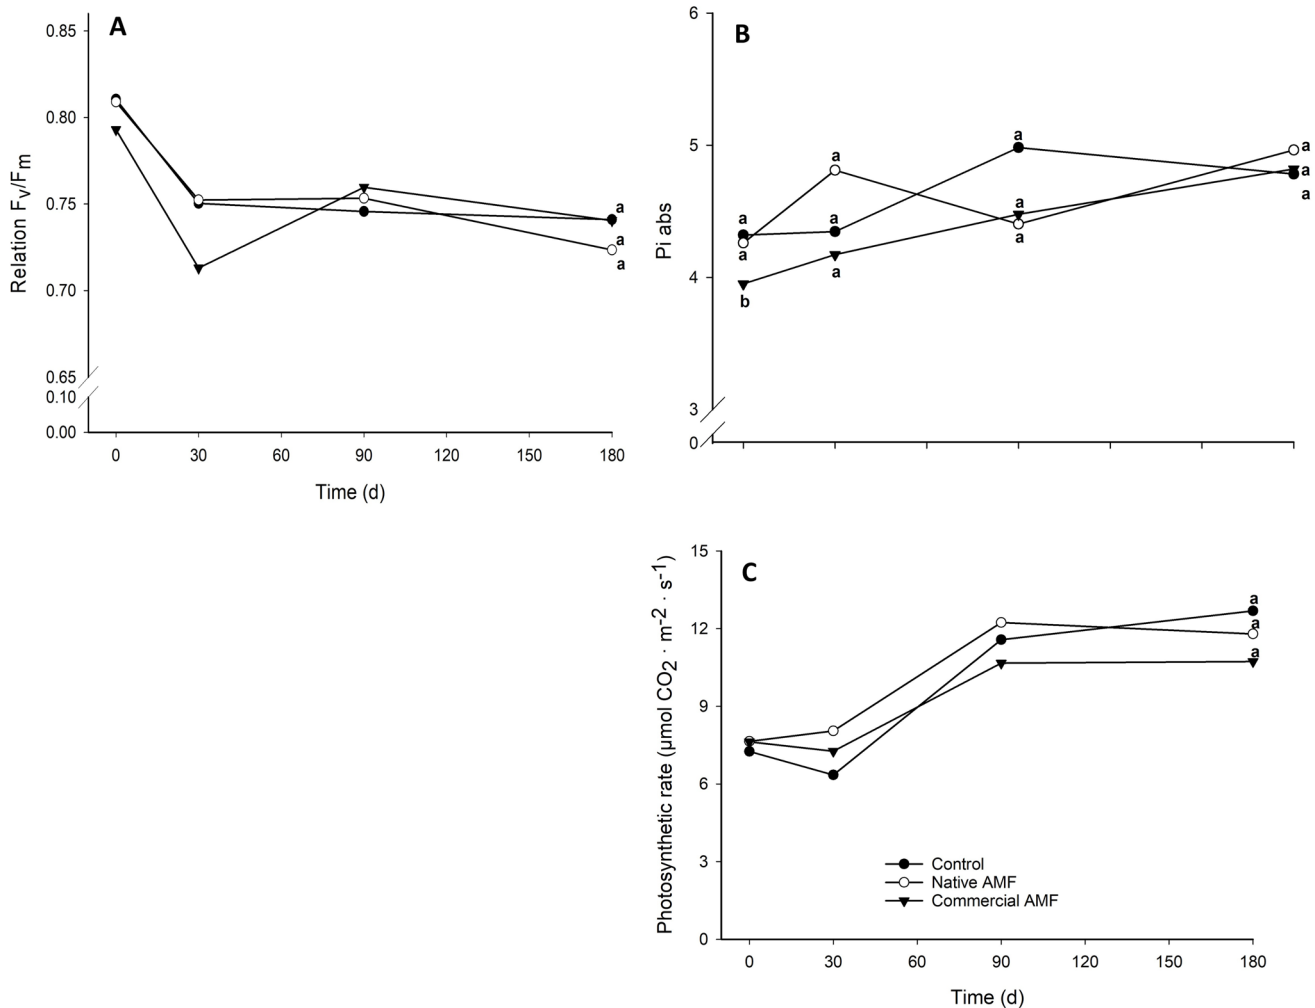 A
Relation Fv/Fm
0.85
0.80
0.75
0.70
0.65
0.10
0.00
a
a
a
0 30 60 90 120 150 180
Time (d)
B
Pi abs
6
5
4
3
0
a
a
b
a
a
a
a
a
a
a
a
a
C
Photosynthetic rate (µmol CO2 · m-2 · s-1)
15
12
9
6
3
0
a
a
a
Control
Native AMF
Commercial AMF
0 30 60 90 120 150 180
Time (d)